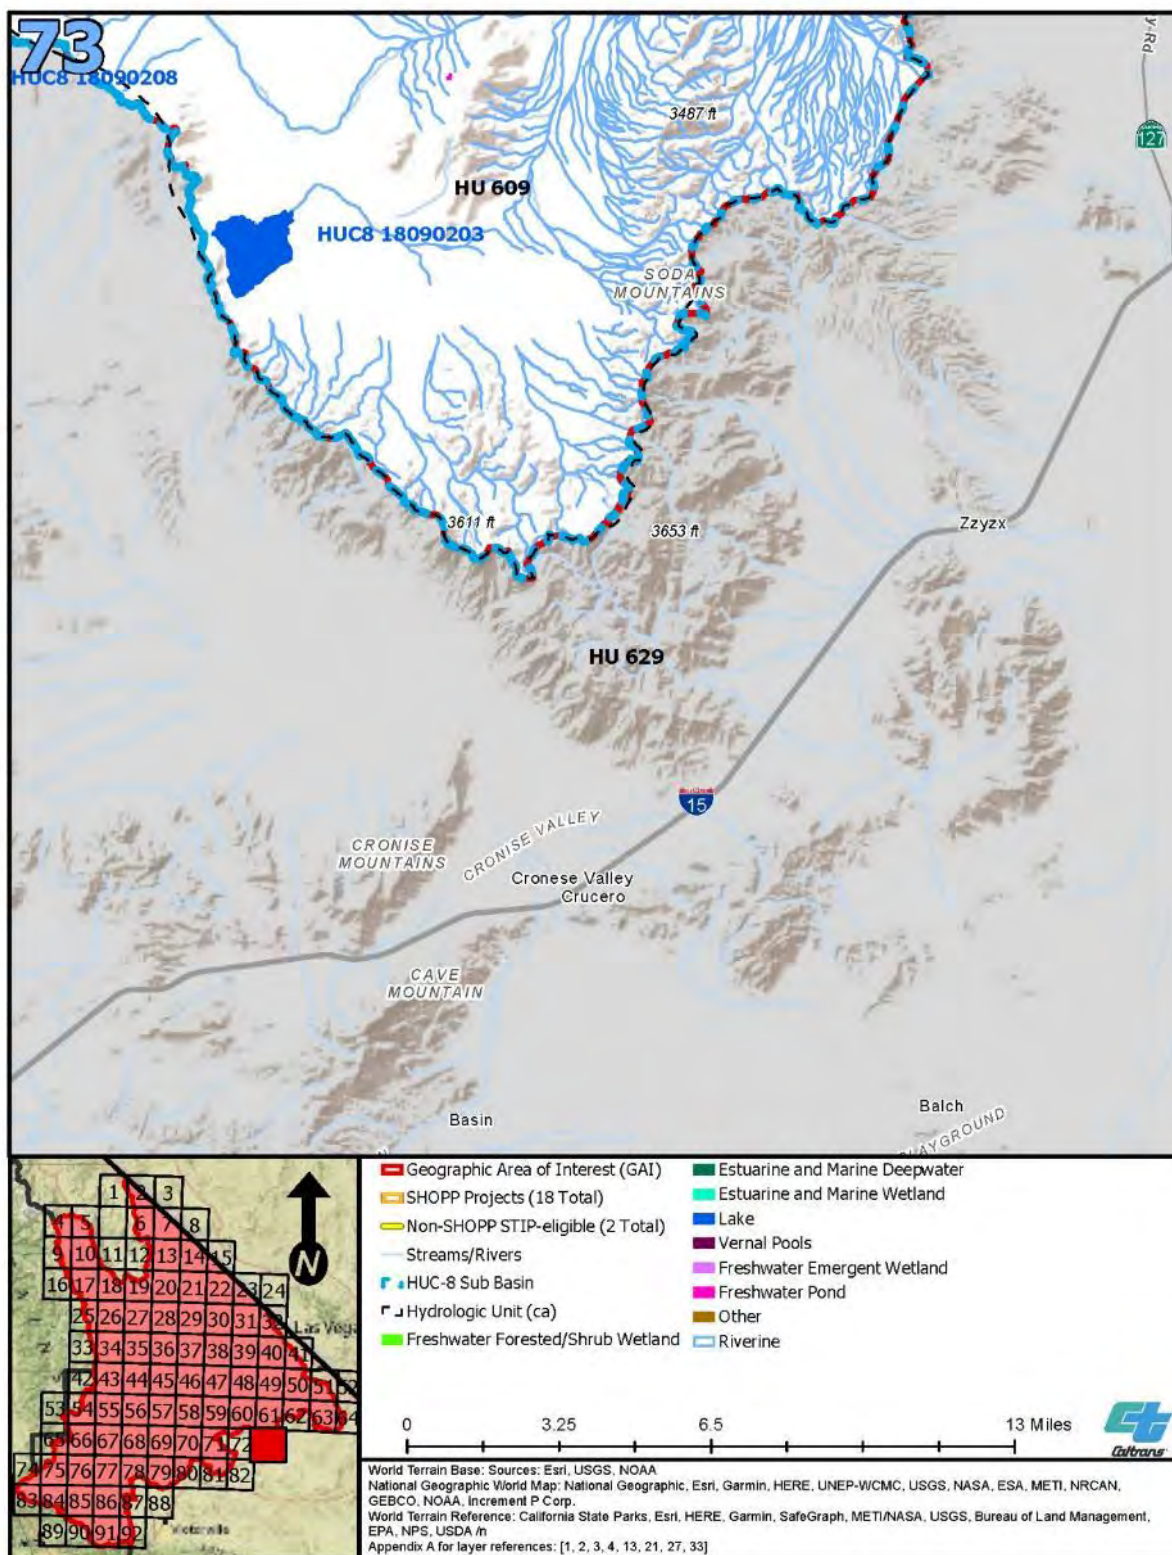 73
HUC8 18090208
y-Rd
127
3487 ft
HU 609
HUC8 18090203
SODA
MOUNTAINS
3611 ft
3653 ft
Zzyzx
HU 629
15
CRONISE VALLEY
CRONISE
MOUNTAINS
Cronese Valley
Crucero
CAVE
MOUNTAIN
Basin
Balch
PLAYGROUND
1 2 3
4 5 6 7 8
9 10 11 12 13 14 15
16 17 18 19 20 21 22 23 24
25 26 27 28 29 30 31 32
Las Vega
33 34 35 36 37 38 39 40 41
42 43 44 45 46 47 48 49 50 51 52
53 54 55 56 57 58 59 60 61 62 63 64
65 66 67 68 69 70 71 72
74 75 76 77 78 79 80 81 82
83 84 85 86 87 88
89 90 91 92
Victorville
N
Geographic Area of Interest (GAI)
SHOPP Projects (18 Total)
Non-SHOPP STIP-eligible (2 Total)
Streams/Rivers
HUC-8 Sub Basin
Hydrologic Unit (ca)
Freshwater Forested/Shrub Wetland
Estuarine and Marine Deepwater
Estuarine and Marine Wetland
Lake
Vernal Pools
Freshwater Emergent Wetland
Freshwater Pond
Other
Riverine
0 3.25 6.5 13 Miles
ct
Caltrans
World Terrain Base: Sources: Esri, USGS, NOAA
National Geographic World Map: National Geographic, Esri, Garmin, HERE, UNEP-WCMC, USGS, NASA, ESA, METI, NRCAN,
GEBCO, NOAA, Increment P Corp.
World Terrain Reference: California State Parks, Esri, HERE, Garmin, SafeGraph, METI/NASA, USGS, Bureau of Land Management,
EPA, NPS, USDA /n
Appendix A for layer references: [1, 2, 3, 4, 13, 21, 27, 33]